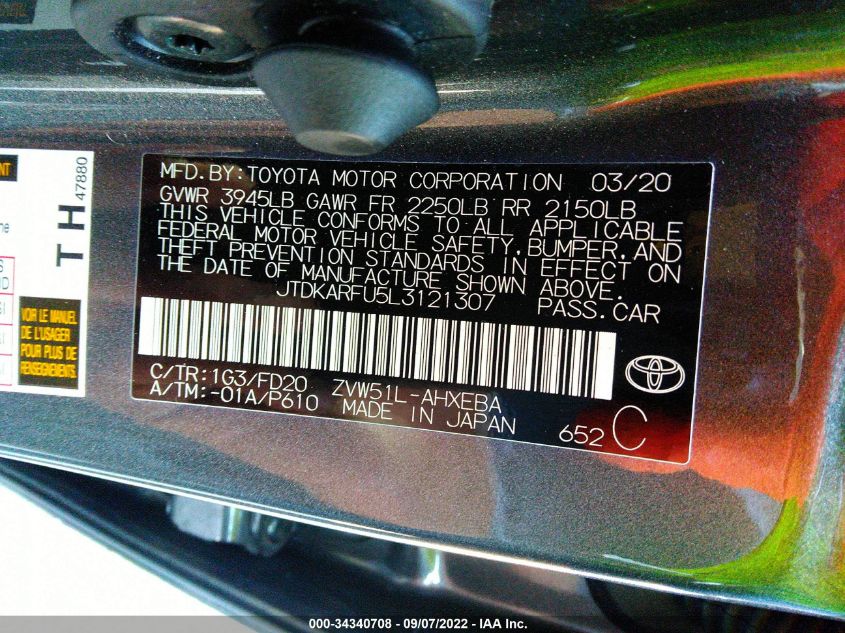 MFD.BY:TOYOTA MOTOR CORPORATION 03/20
GVWR 3945LB GAWR FR 2250LB RR 2150LB
THIS VEHICLE CONFORMS TO ALL APPLICABLE
FEDERAL MOTOR VEHICLE SAFETY,BUMPER,AND
THEFT PREVENTION STANDARDS IN EFFECT ON
THE DATE OF MANUFACTURE SHOWN ABOVE.
JTDKARFU5L3121307 PASS.CAR
C/TR:1G3/FD20 ZVW51L-AHXEBA
A/TM:-01A/P610 MADE IN JAPAN 652 C
TH 47880
VOIR LE MANUEL
DE L'USAGER
POUR PLUS DE
RENSEIGNEMENTS
000-34340708 - 09/07/2022 - IAA Inc.